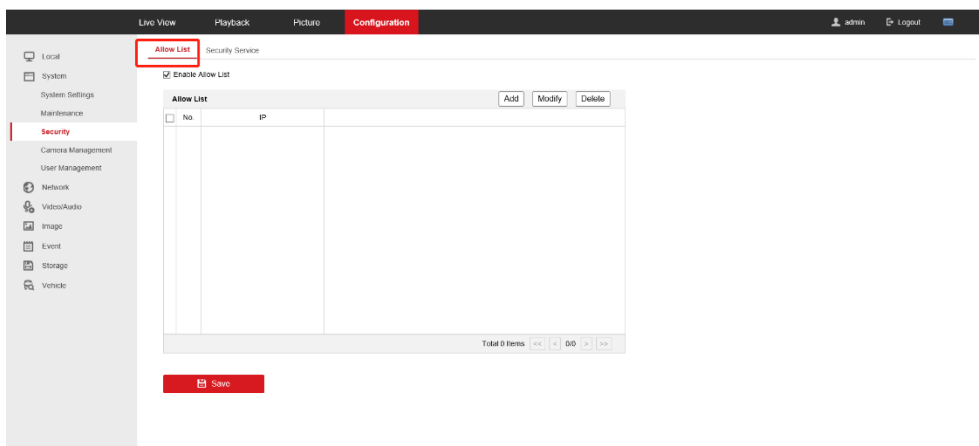 Live View Playback Picture Configuration admin Logout
Local
System
System Settings
Maintenance
Security
Camera Management
User Management
Network
Video/Audio
Image
Event
Storage
Vehicle
Allow List Security Service
Enable Allow List
Allow List Add Modify Delete
No. IP
Total 0 Items << < 0/0 > >>
Save